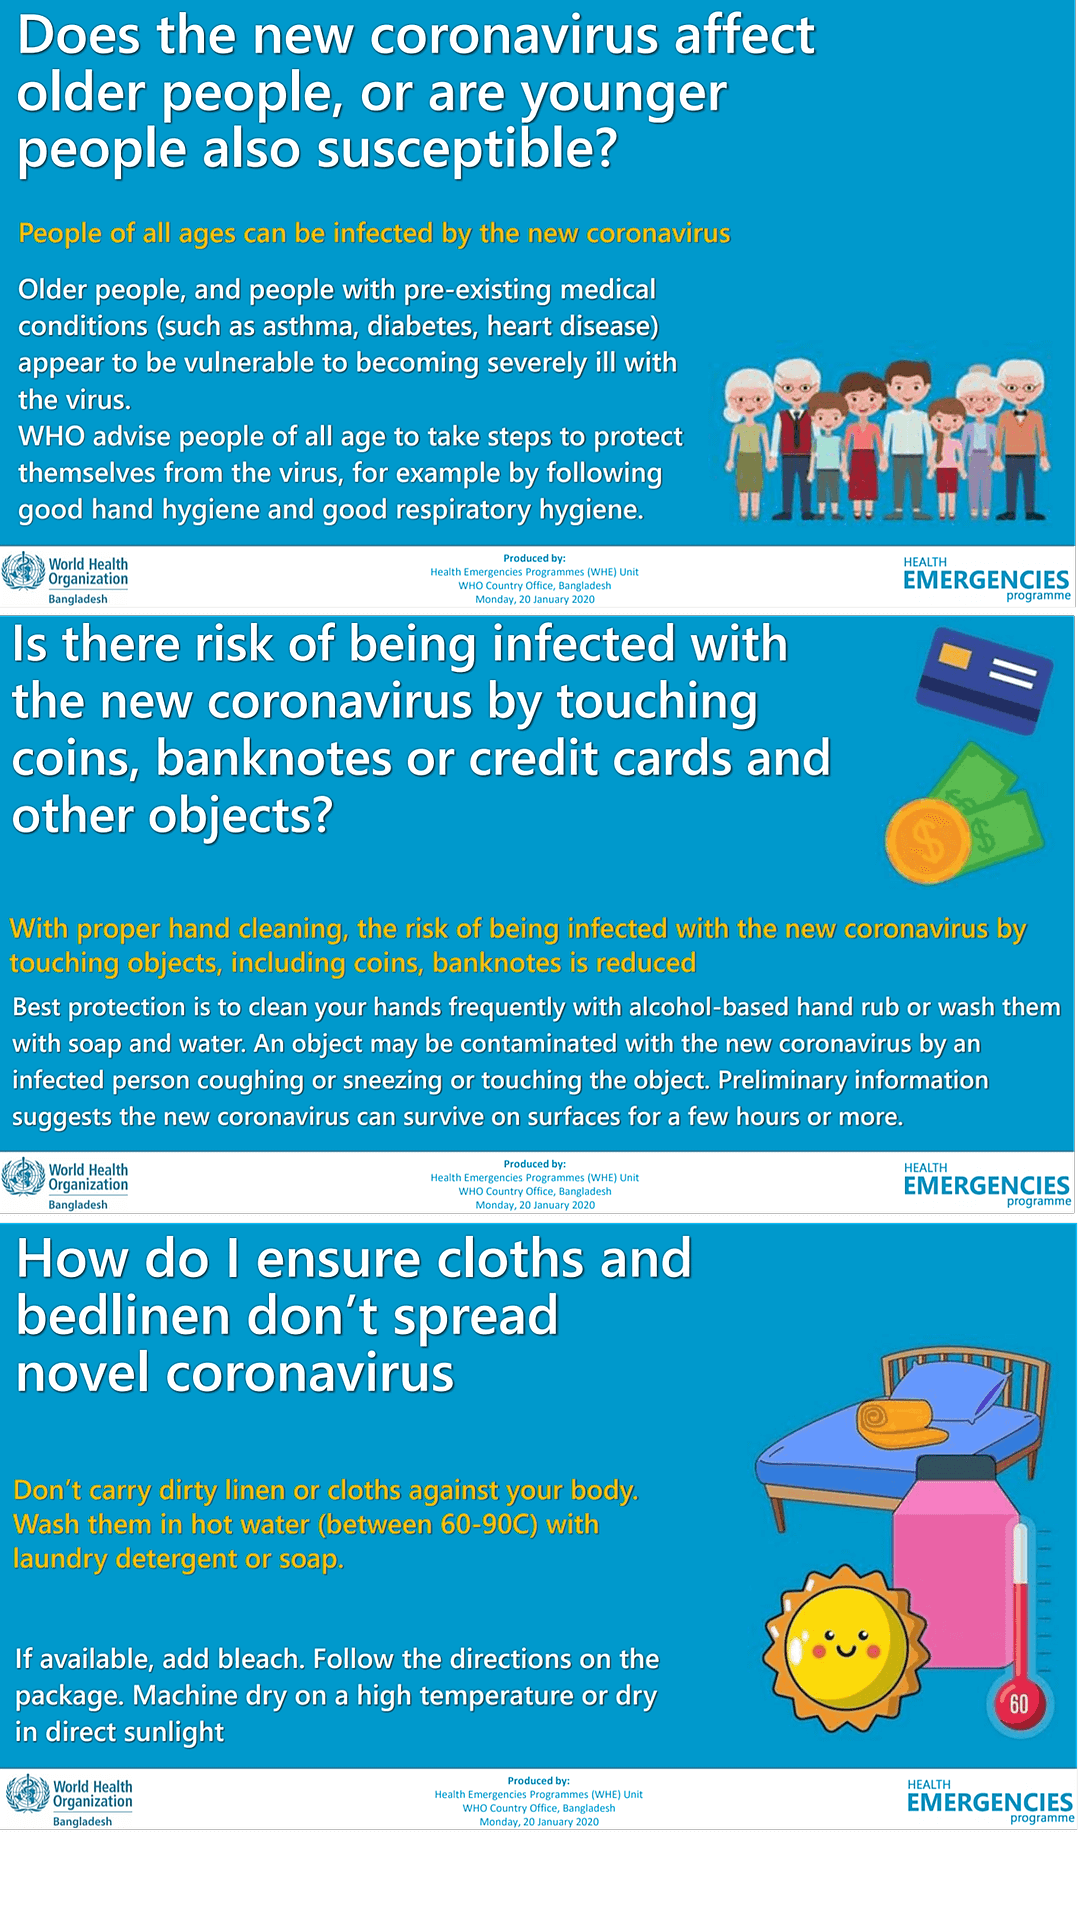 Does the new coronavirus affect
older people, or are younger
people also susceptible?
People of all ages can be infected by the new coronavirus
Older people, and people with pre-existing medical
conditions (such as asthma, diabetes, heart disease)
appear to be vulnerable to becoming severely ill with
the virus.
WHO advise people of all age to take steps to protect
themselves from the virus, for example by following
good hand hygiene and good respiratory hygiene.
World Health
Organization
Bangladesh
Produced by:
Health Emergencies Programmes (WHE) Unit
WHO Country Office, Bangladesh
Monday, 20 January 2020
HEALTH
EMERGENCIES
programme
Is there risk of being infected with
the new coronavirus by touching
coins, banknotes or credit cards and
other objects?
With proper hand cleaning, the risk of being infected with the new coronavirus by
touching objects, including coins, banknotes is reduced
Best protection is to clean your hands frequently with alcohol-based hand rub or wash them
with soap and water. An object may be contaminated with the new coronavirus by an
infected person coughing or sneezing or touching the object. Preliminary information
suggests the new coronavirus can survive on surfaces for a few hours or more.
World Health
Organization
Bangladesh
Produced by:
Health Emergencies Programmes (WHE) Unit
WHO Country Office, Bangladesh
Monday, 20 January 2020
HEALTH
EMERGENCIES
programme
How do I ensure cloths and
bedlinen don't spread
novel coronavirus
Don't carry dirty linen or cloths against your body.
Wash them in hot water (between 60-90C) with
laundry detergent or soap.
If available, add bleach. Follow the directions on the
package. Machine dry on a high temperature or dry
in direct sunlight
60
World Health
Organization
Bangladesh
Produced by:
Health Emergencies Programmes (WHE) Unit
WHO Country Office, Bangladesh
Monday, 20 January 2020
HEALTH
EMERGENCIES
programme